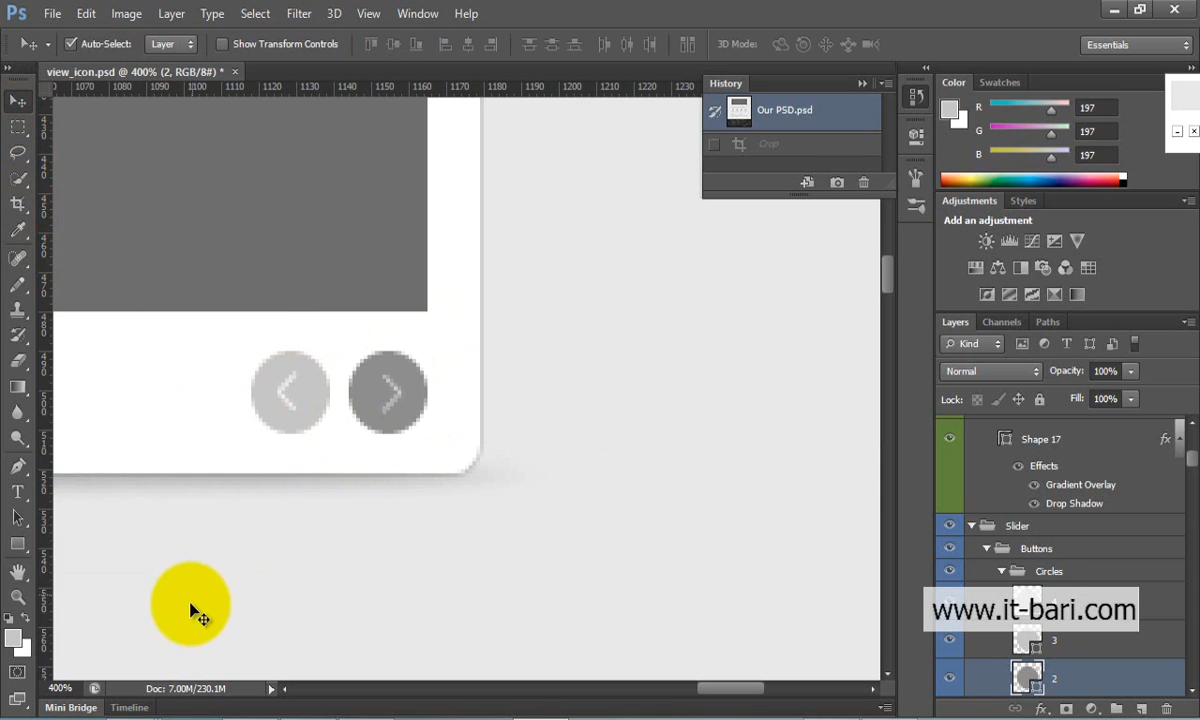 Ps File Edit Image Layer Type Select Filter 3D View Window Help
Auto-Select: Layer Show Transform Controls 3D Mode: Essentials
view_icon.psd @ 400% (2, RGB/8#) * ×
1070 1080 1090 1100 1110 1120 1130 1140 1150 1160 1170 1180 1190 1200 1210 1220 1230
History
Our PSD.psd
Crop
Color Swatches
R 197
G 197
B 197
Adjustments Styles
Add an adjustment
Layers Channels Paths
Kind
Normal Opacity: 100%
Lock: Fill: 100%
Shape 17 fx
Effects
Gradient Overlay
Drop Shadow
Slider
Buttons
Circles
www.it-bari.com
3
2
400% Doc: 7.00M/230.1M
Mini Bridge Timeline